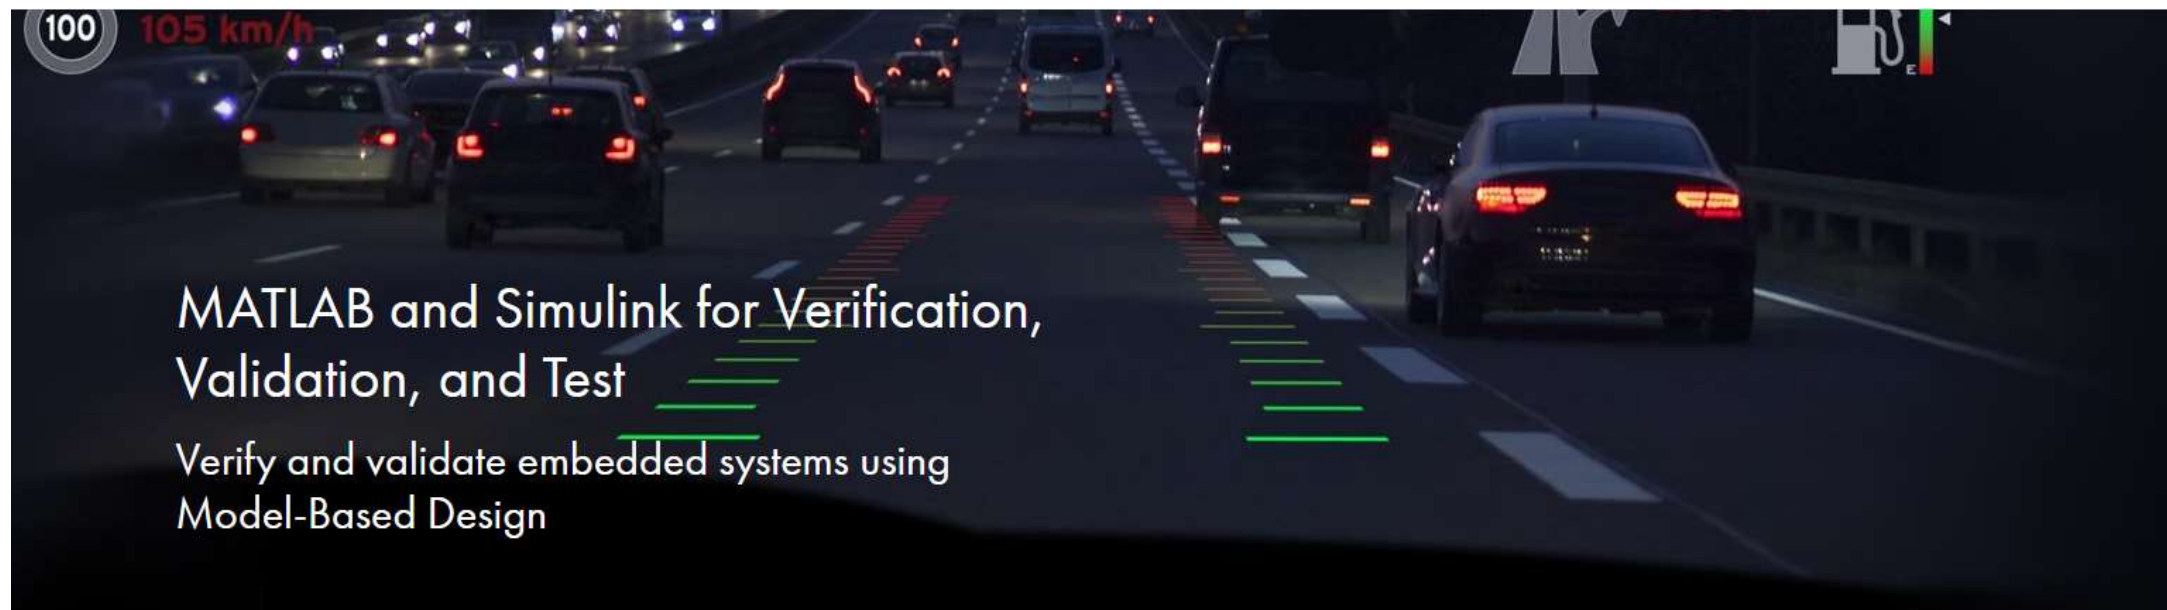 100 105 km/h
E
MATLAB and Simulink for Verification,
Validation, and Test
Verify and validate embedded systems using
Model-Based Design